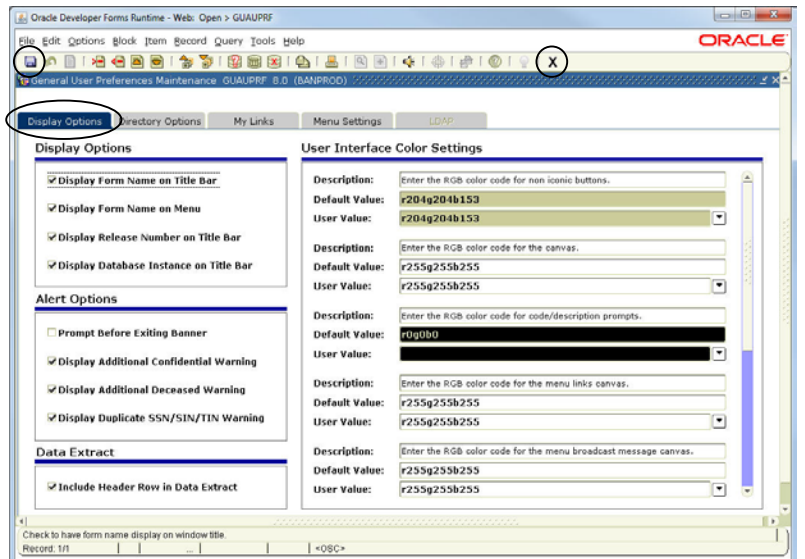 Oracle Developer Forms Runtime - Web: Open > GUAUPRF
File Edit Options Block Item Record Query Tools Help
ORACLE
X
General User Preferences Maintenance GUAUPRF 8.0 (BANPROD)
Display Options Directory Options My Links Menu Settings LDAP
Display Options
Display Form Name on Title Bar
Display Form Name on Menu
Display Release Number on Title Bar
Display Database Instance on Title Bar
Alert Options
Prompt Before Exiting Banner
Display Additional Confidential Warning
Display Additional Deceased Warning
Display Duplicate SSN/SIN/TIN Warning
Data Extract
Include Header Row in Data Extract
User Interface Color Settings
Description: Enter the RGB color code for non iconic buttons.
Default Value: r204g204b153
User Value: r204g204b153
Description: Enter the RGB color code for the canvas.
Default Value: r255g255b255
User Value: r255g255b255
Description: Enter the RGB color code for code/description prompts.
Default Value: r0g0b0
User Value:
Description: Enter the RGB color code for the menu links canvas.
Default Value: r255g255b255
User Value: r255g255b255
Description: Enter the RGB color code for the menu broadcast message canvas.
Default Value: r255g255b255
User Value: r255g255b255
Check to have form name display on window title.
Record: 1/1 ... <OSC>